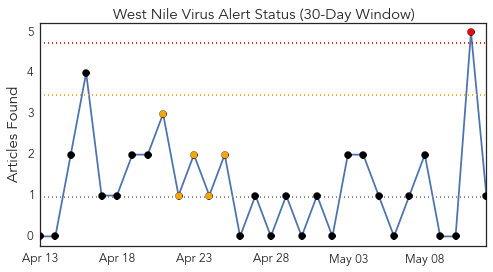 West Nile Virus Alert Status (30-Day Window)
Articles Found
5
4
3
2
1
0
Apr 13 Apr 18 Apr 23 Apr 28 May 03 May 08